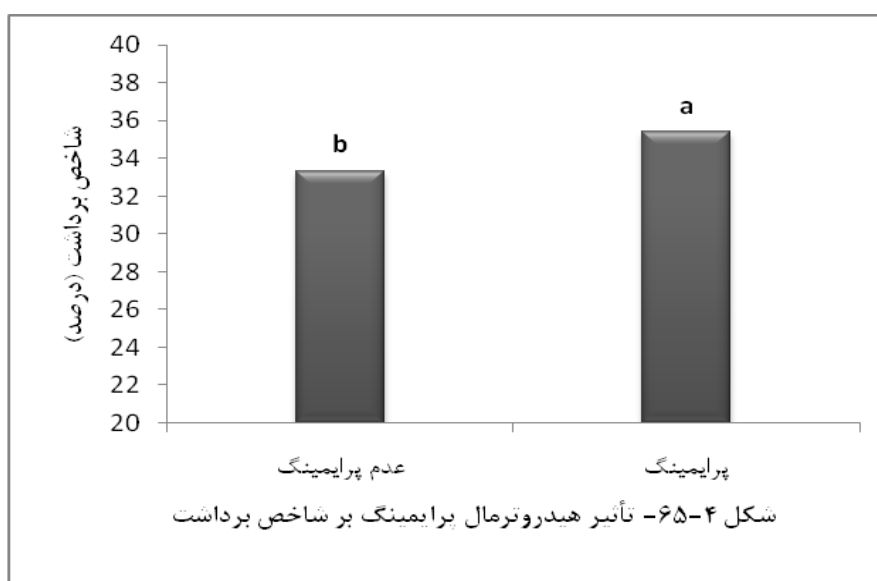 40
38
36
34
32
30
28
26
24
22
20
شاخص برداشت (درصد)
b
a
عدم پرایمینگ
پرایمینگ
شکل ۴-۶۵- تأثیر هیدروترمال پرایمینگ بر شاخص برداشت